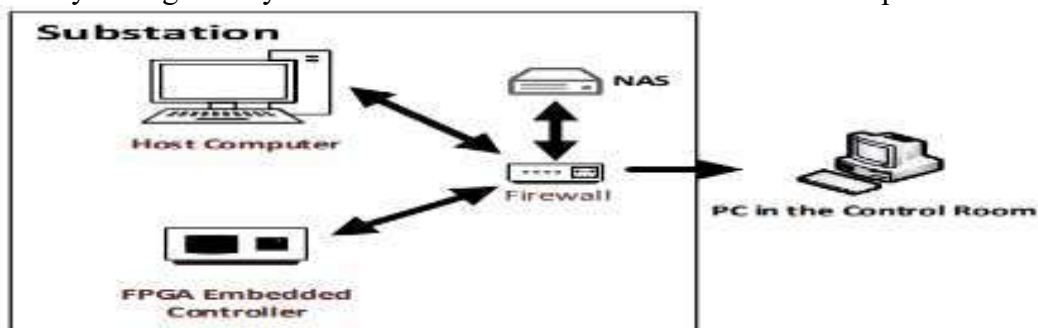 Substation
NAS
Host Computer
Firewall
PC in the Control Room
FPGA Embedded
Controller